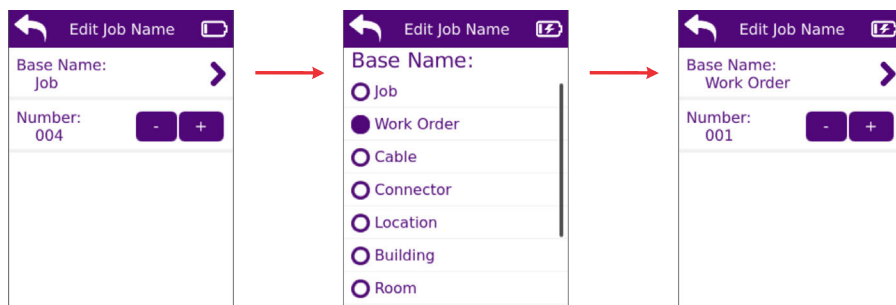 Edit Job Name
Base Name:
Job
Number:
004
- +
Edit Job Name
Base Name:
Job
Work Order
Cable
Connector
Location
Building
Room
Edit Job Name
Base Name:
Work Order
Number:
001
- +